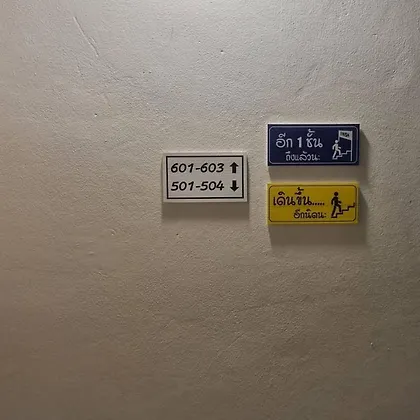 601-603 ↑
501-504 ↓
อีก 1 ชั้น
ถึงแล้วนะ
เดินขึ้น.....
อีกนิดนะ